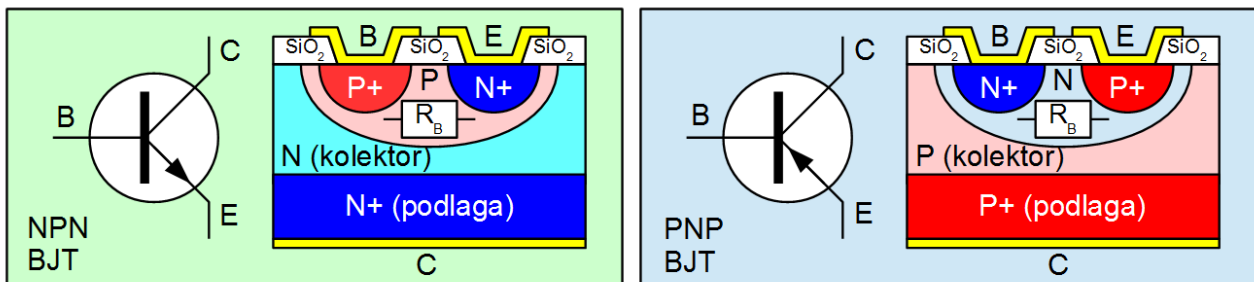 C
B
E
NPN
BJT
SiO2 B SiO2 E SiO2
P+ P N+
RB
N (kolektor)
N+ (podlaga)
C
C
B
E
PNP
BJT
SiO2 B SiO2 E SiO2
N+ N P+
RB
P (kolektor)
P+ (podlaga)
C